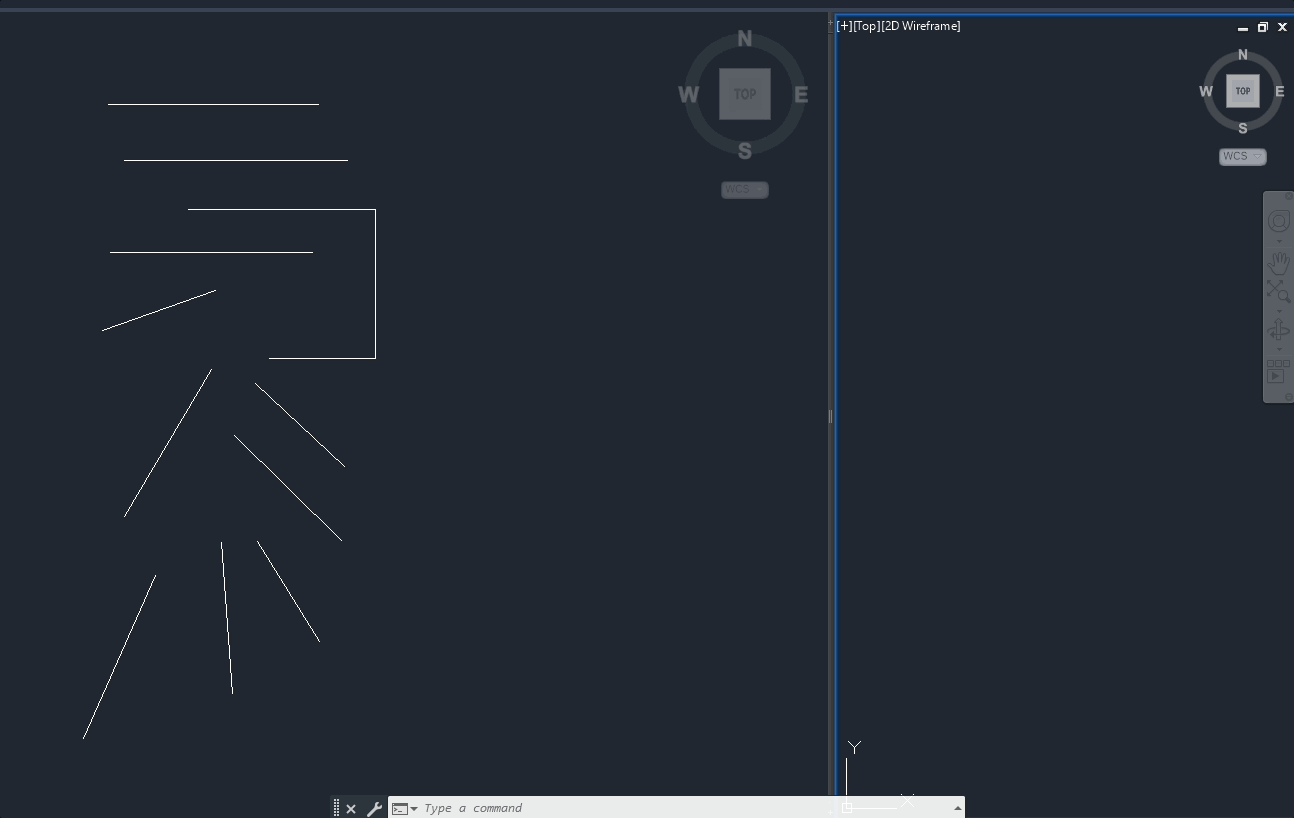 [+][Top][2D Wireframe]
N
W TOP E
S
WCS
N
W TOP E
S
WCS
Y
X
Type a command